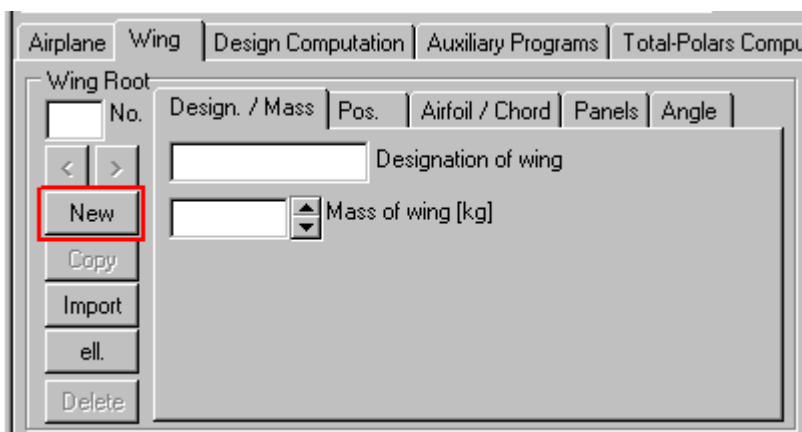 Airplane Wing Design Computation Auxiliary Programs Total-Polars Compu
Wing Root
No. Design. / Mass Pos. Airfoil / Chord Panels Angle
< > Designation of wing
New Mass of wing [kg]
Copy
Import
ell.
Delete